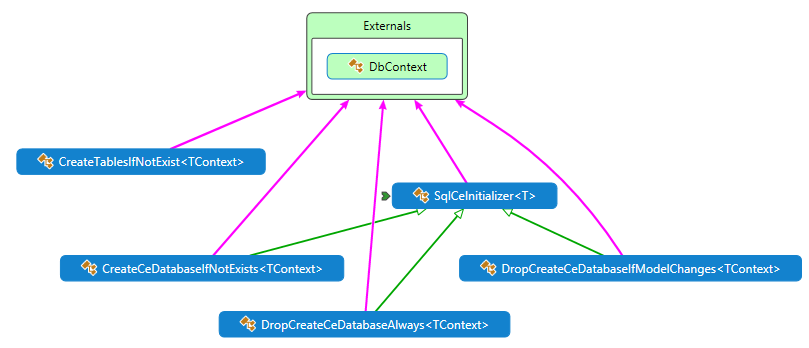 Externals
DbContext
CreateTablesIfNotExist<TContext>
SqlCeInitializer<T>
CreateCeDatabaseIfNotExists<TContext>
DropCreateCeDatabaseIfModelChanges<TContext>
DropCreateCeDatabaseAlways<TContext>